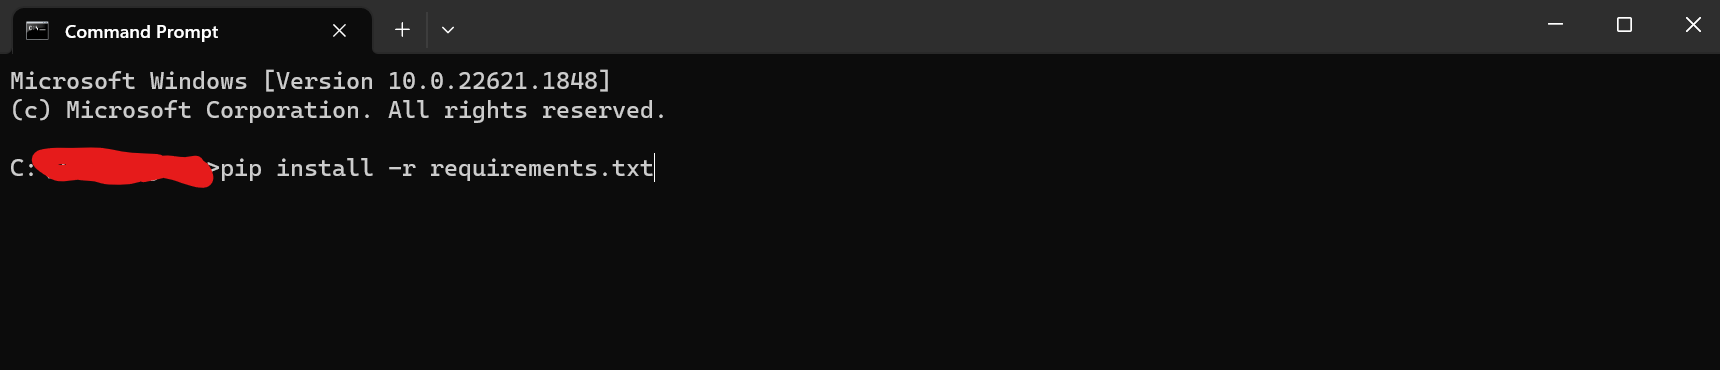 Command Prompt
Microsoft Windows [Version 10.0.22621.1848]
(c) Microsoft Corporation. All rights reserved.
C: >pip install -r requirements.txt